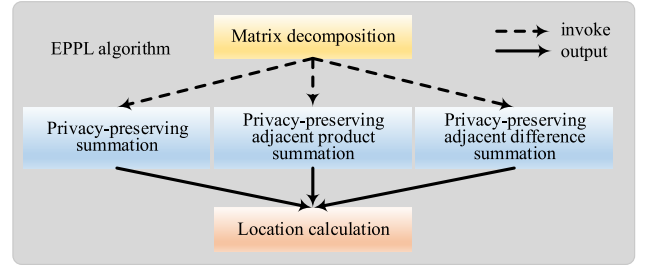 EPPL algorithm
Matrix decomposition
invoke
output
Privacy-preserving
summation
Privacy-preserving
adjacent product
summation
Privacy-preserving
adjacent difference
summation
Location calculation